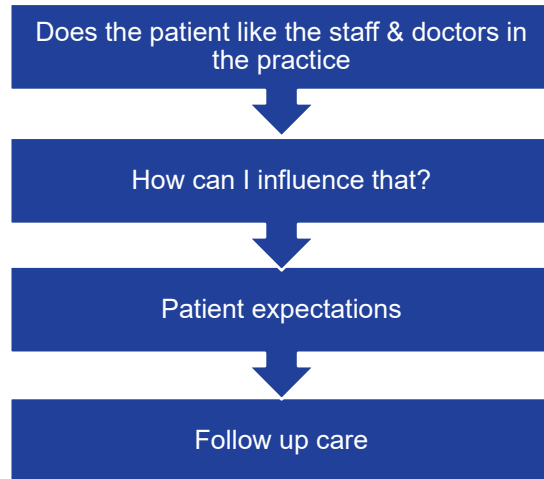 Does the patient like the staff & doctors in
the practice
How can I influence that?
Patient expectations
Follow up care